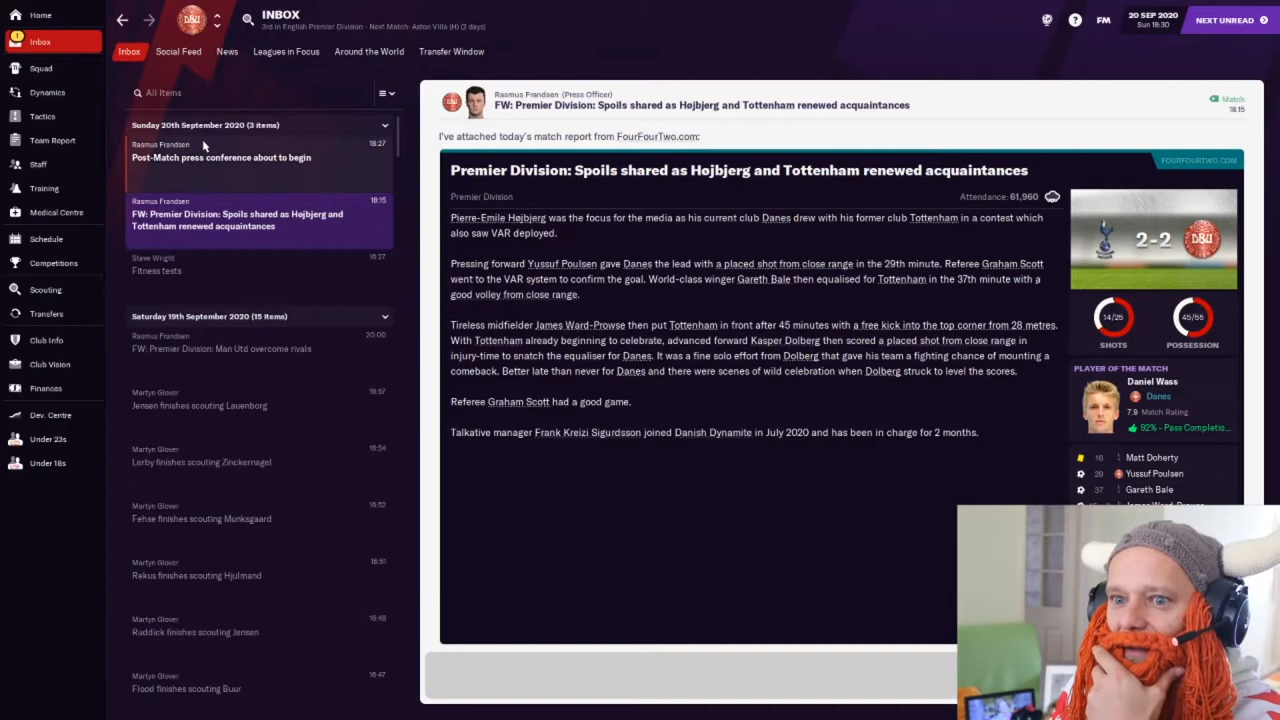 Home
1
Inbox
Squad
Dynamics
Tactics
Team Report
Staff
Training
Medical Centre
Schedule
Competitions
Scouting
Transfers
Club Info
Club Vision
Finances
Dev. Centre
Under 23s
Under 18s
DBU
INBOX
3rd in English Premier Division - Next Match: Aston Villa (H) (2 days)
?
FM
20 SEP 2020
Sun 18:30
NEXT UNREAD
Inbox
Social Feed
News
Leagues in Focus
Around the World
Transfer Window
All Items
Sunday 20th September 2020 (3 items)
Rasmus Frandsen
18:27
Post-Match press conference about to begin
Rasmus Frandsen
18:15
FW: Premier Division: Spoils shared as Højbjerg and
Tottenham renewed acquaintances
Steve Wright
16:27
Fitness tests
Saturday 19th September 2020 (15 items)
Rasmus Frandsen
20:00
FW: Premier Division: Man Utd overcome rivals
Martyn Glover
16:57
Jensen finishes scouting Lauenborg
Martyn Glover
16:54
Lerby finishes scouting Zinckernagel
Martyn Glover
16:52
Fehse finishes scouting Munksgaard
Martyn Glover
16:51
Rekus finishes scouting Hjulmand
Martyn Glover
16:48
Ruddick finishes scouting Jensen
Martyn Glover
16:47
Flood finishes scouting Buur
Rasmus Frandsen (Press Officer)
FW: Premier Division: Spoils shared as Højbjerg and Tottenham renewed acquaintances
Match
18:15
I've attached today's match report from FourFourTwo.com:
FOURFOURTWO.COM
Premier Division: Spoils shared as Højbjerg and Tottenham renewed acquaintances
Premier Division
Attendance: 61,960
Pierre-Emile Højbjerg was the focus for the media as his current club Danes drew with his former club Tottenham in a contest which
also saw VAR deployed.
Pressing forward Yussuf Poulsen gave Danes the lead with a placed shot from close range in the 29th minute. Referee Graham Scott
went to the VAR system to confirm the goal. World-class winger Gareth Bale then equalised for Tottenham in the 37th minute with a
good volley from close range.
Tireless midfielder James Ward-Prowse then put Tottenham in front after 45 minutes with a free kick into the top corner from 28 metres.
With Tottenham already beginning to celebrate, advanced forward Kasper Dolberg then scored a placed shot from close range in
injury-time to snatch the equaliser for Danes. It was a fine solo effort from Dolberg that gave his team a fighting chance of mounting a
comeback. Better late than never for Danes and there were scenes of wild celebration when Dolberg struck to level the scores.
Referee Graham Scott had a good game.
Talkative manager Frank Kreizi Sigurdsson joined Danish Dynamite in July 2020 and has been in charge for 2 months.
2-2
DBU
14/25
45/55
SHOTS
POSSESSION
PLAYER OF THE MATCH
Daniel Wass
Danes
7.9 Match Rating
92% - Pass Completio...
16 Matt Doherty
29 Yussuf Poulsen
37 Gareth Bale